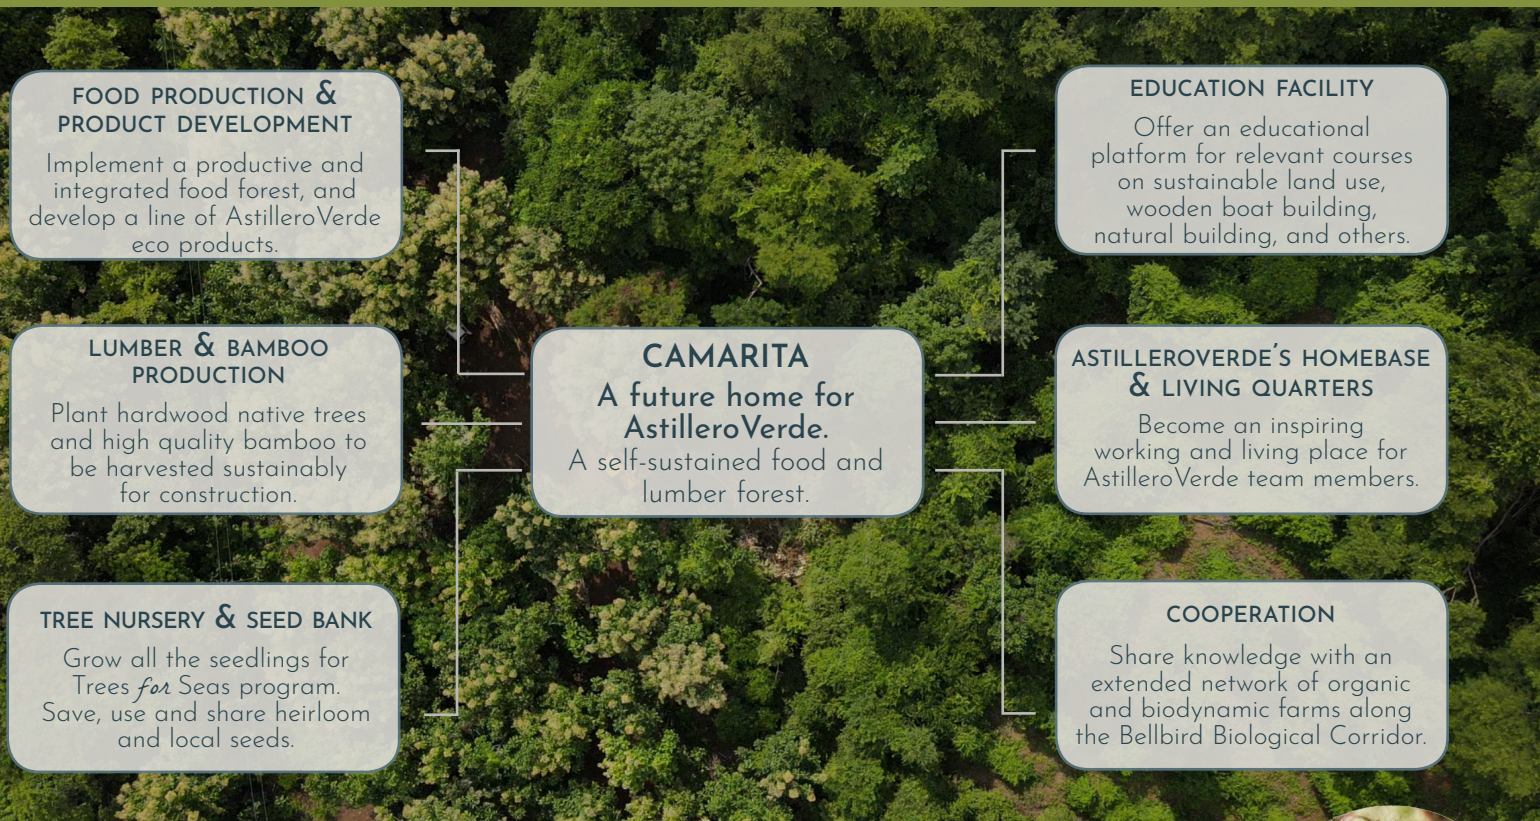 FOOD PRODUCTION &
PRODUCT DEVELOPMENT
Implement a productive and
integrated food forest, and
develop a line of AstilleroVerde
eco products.
LUMBER & BAMBOO
PRODUCTION
Plant hardwood native trees
and high quality bamboo to
be harvested sustainably
for construction.
TREE NURSERY & SEED BANK
Grow all the seedlings for
Trees for Seas program.
Save, use and share heirloom
and local seeds.
CAMARITA
A future home for
AstilleroVerde.
A self-sustained food and
lumber forest.
EDUCATION FACILITY
Offer an educational
platform for relevant courses
on sustainable land use,
wooden boat building,
natural building, and others.
ASTILLEROVERDE'S HOMEBASE
& LIVING QUARTERS
Become an inspiring
working and living place for
AstilleroVerde team members.
COOPERATION
Share knowledge with an
extended network of organic
and biodynamic farms along
the Bellbird Biological Corridor.